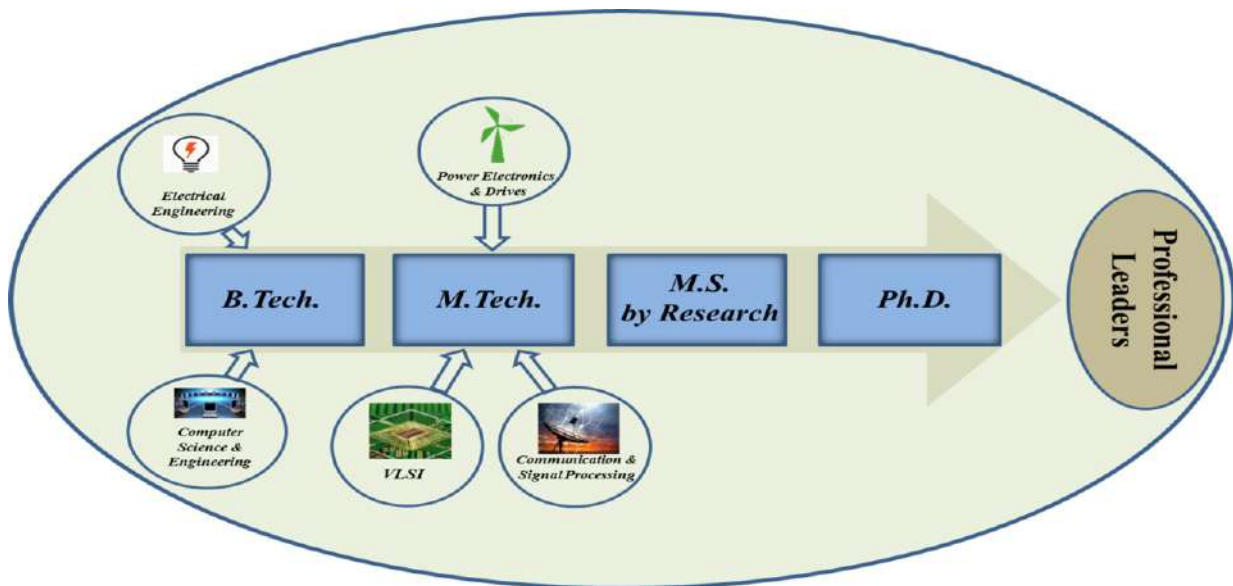 Electrical
Engineering
Power Electronics
& Drives
B.Tech.
M.Tech.
M.S.
by Research
Ph.D.
Professional
Leaders
Computer
Science &
Engineering
VLSI
Communication &
Signal Processing